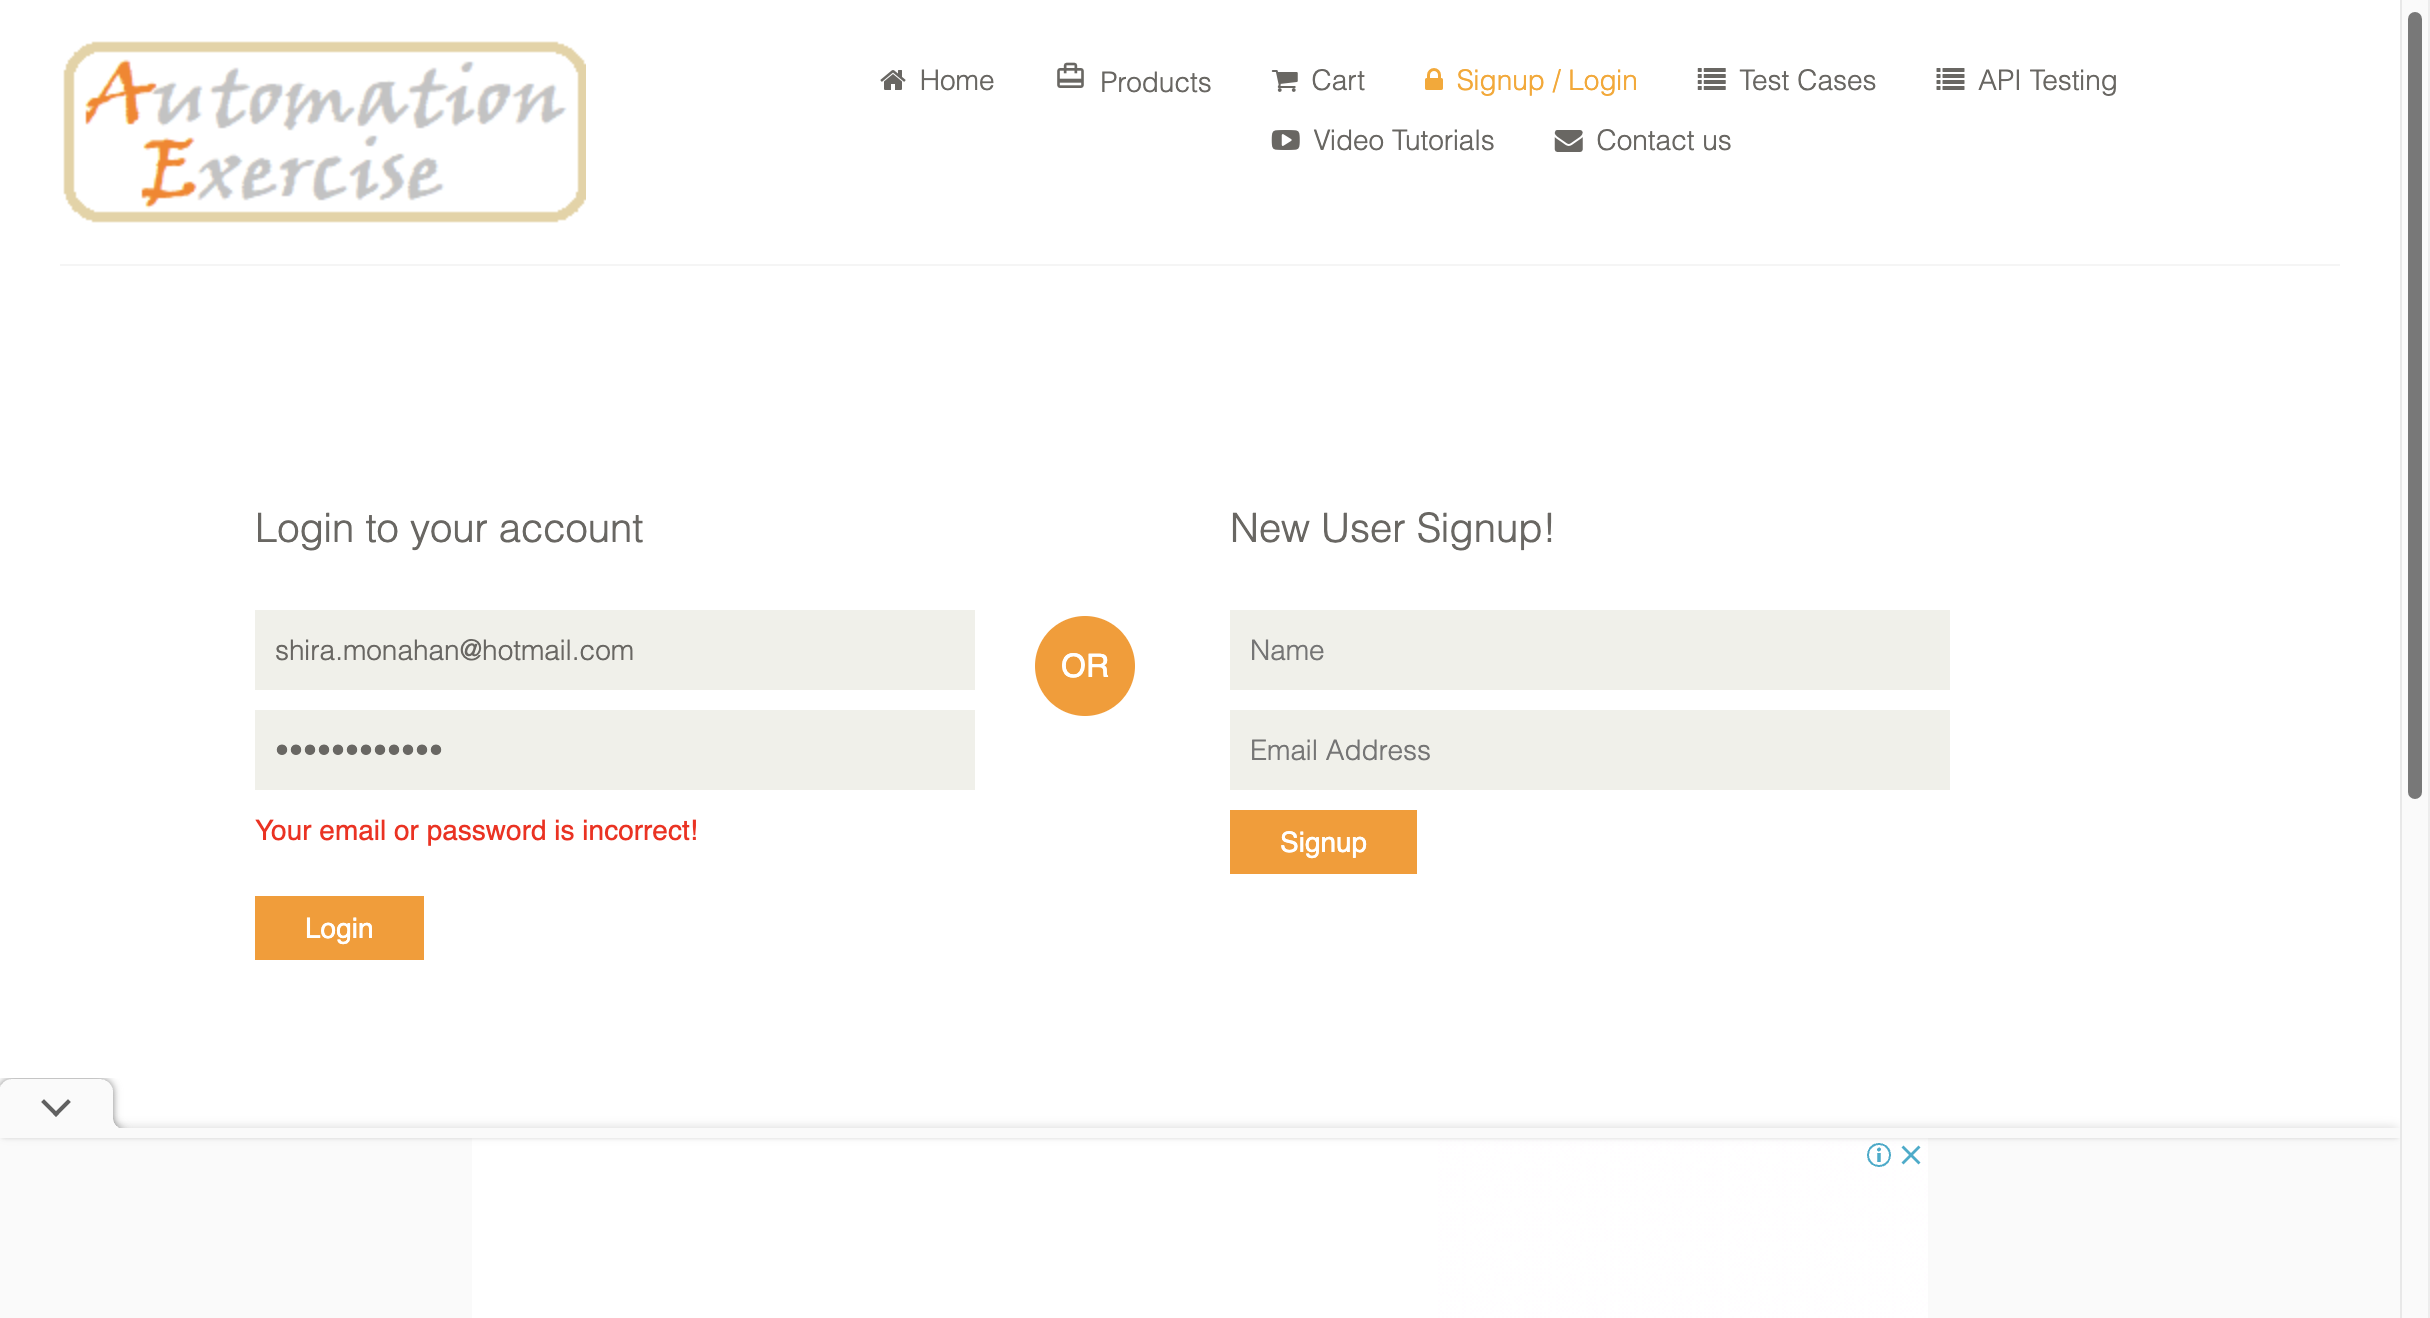 Automation
Exercise
Home
Products
Cart
Signup / Login
Test Cases
API Testing
Video Tutorials
Contact us
Login to your account
shira.monahan@hotmail.com
••••••••••••
Your email or password is incorrect!
Login
OR
New User Signup!
Name
Email Address
Signup